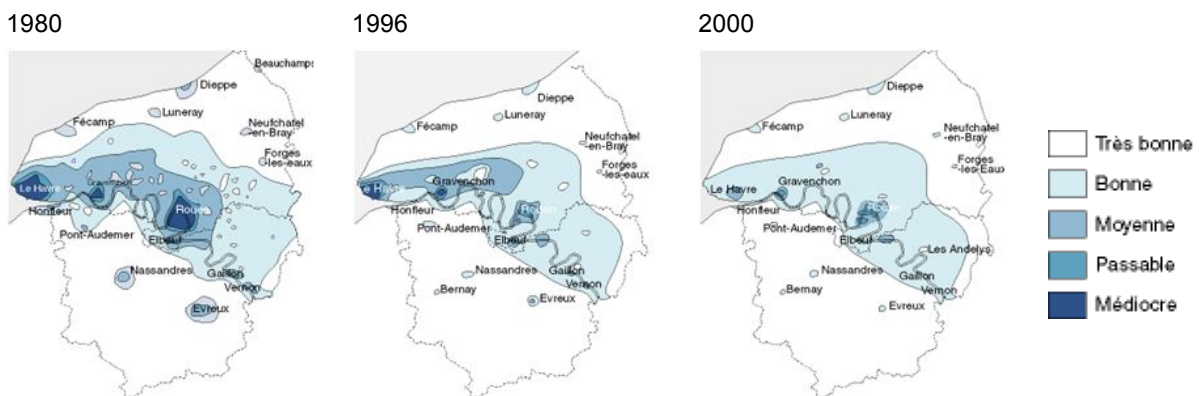 1980
Beauchamps
Dieppe
Luneray
Fécamp
Neufchatel
-en-Bray
Forges
-les-eaux
Le Havre
Gravenchon
Honfleur
Rouen
Pont-Audemer
Elbeuf
Nassandres
Gaillon
Vernon
Evreux
1996
Dieppe
Luneray
Fécamp
Neufchatel
-en-Bray
Forges
-les-eaux
Le Havre
Gravenchon
Honfleur
Rouen
Pont-Audemer
Elbeuf
Nassandres
Gaillon
Bernay
Vernon
Evreux
2000
Dieppe
Luneray
Fécamp
Neufchatel
-en-Bray
Forges
-les-Eaux
Gravenchon
Le Havre
Honfleur
Rouen
Pont-Audemer
Elbeuf
Les Andelys
Nassandres
Gaillon
Bernay
Vernon
Evreux
Très bonne
Bonne
Moyenne
Passable
Médiocre